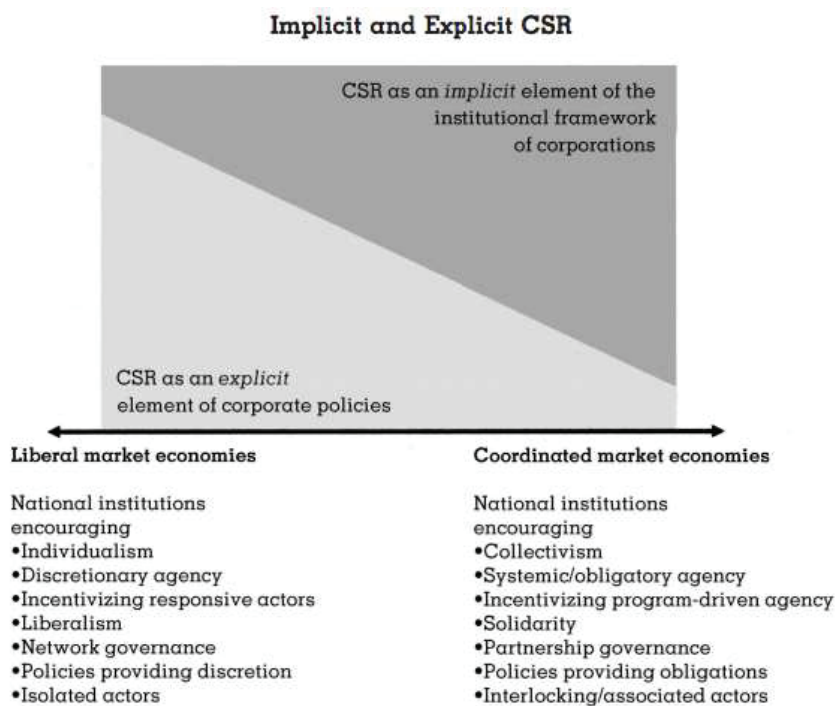 Implicit and Explicit CSR
CSR as an implicit element of the
institutional framework
of corporations
CSR as an explicit
element of corporate policies
Liberal market economies
National institutions
encouraging
•Individualism
•Discretionary agency
•Incentivizing responsive actors
•Liberalism
•Network governance
•Policies providing discretion
•Isolated actors
Coordinated market economies
National institutions
encouraging
•Collectivism
•Systemic/obligatory agency
•Incentivizing program-driven agency
•Solidarity
•Partnership governance
•Policies providing obligations
•Interlocking/associated actors